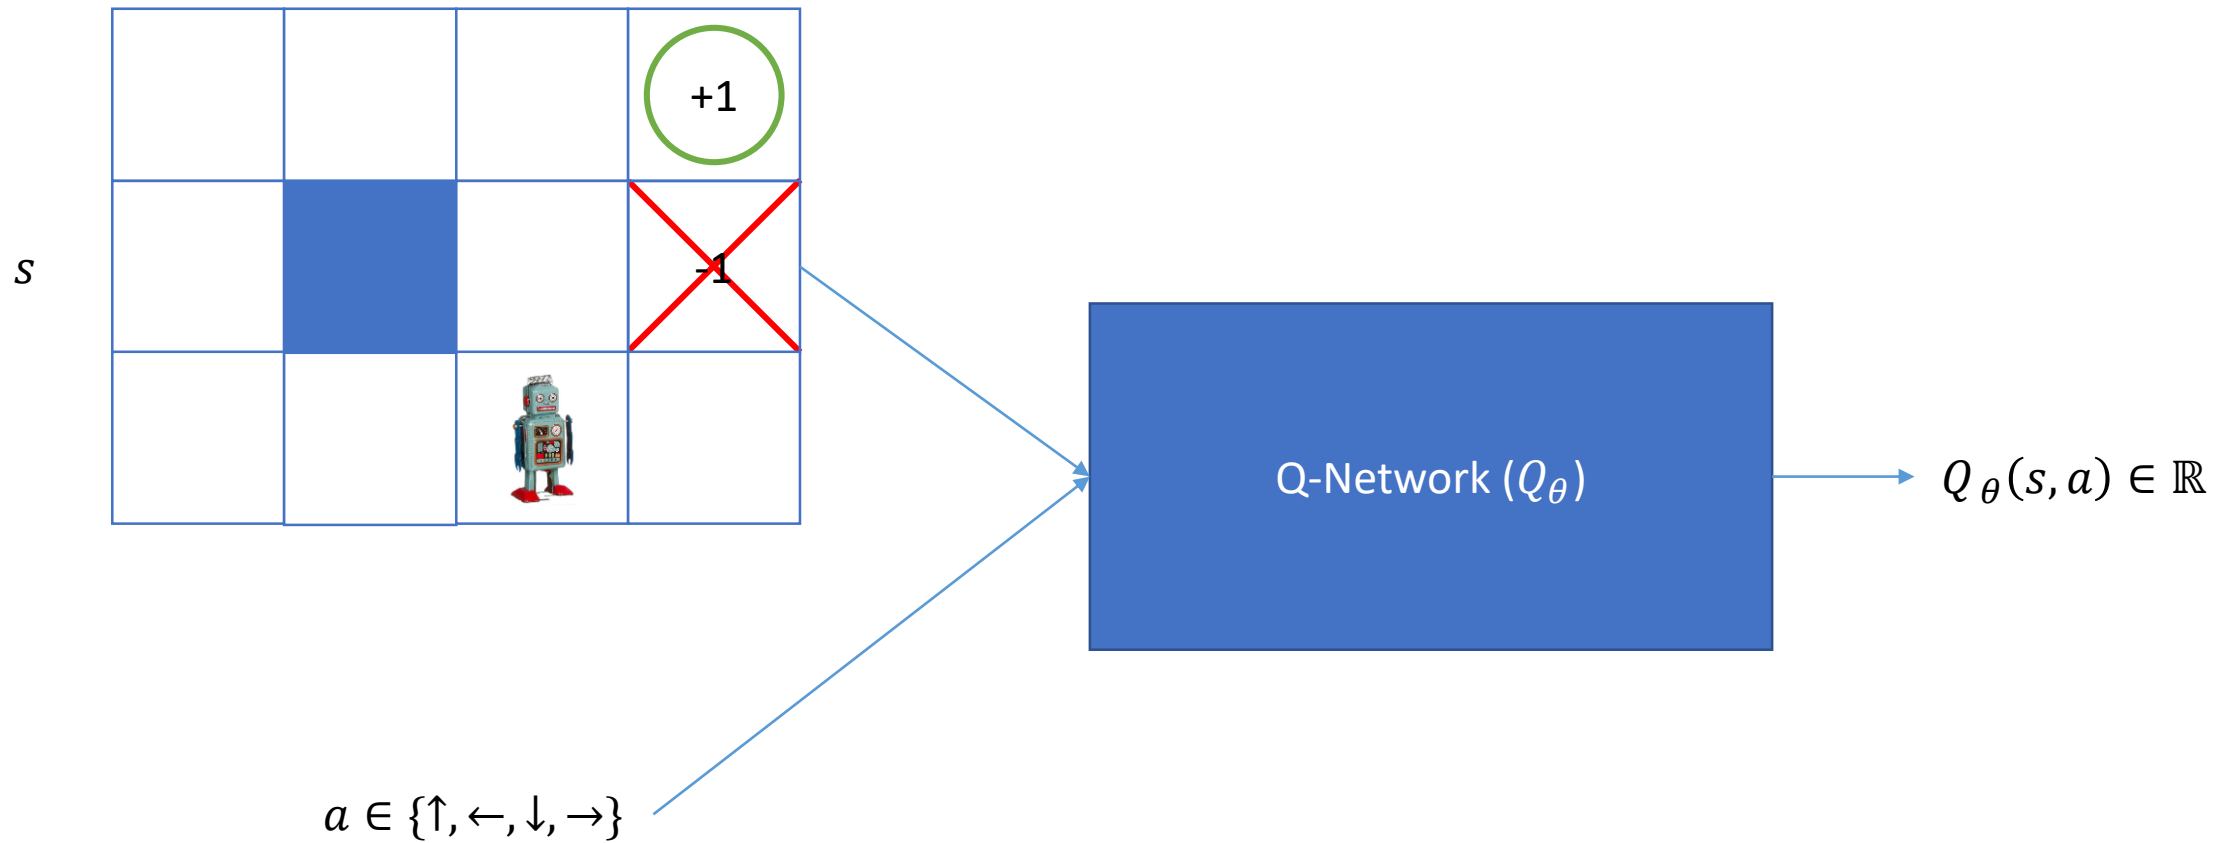 +1
s
-1
Q-Network (Q_θ)
Q_θ(s, a) ∈ ℝ
a ∈ {↑, ←, ↓, →}